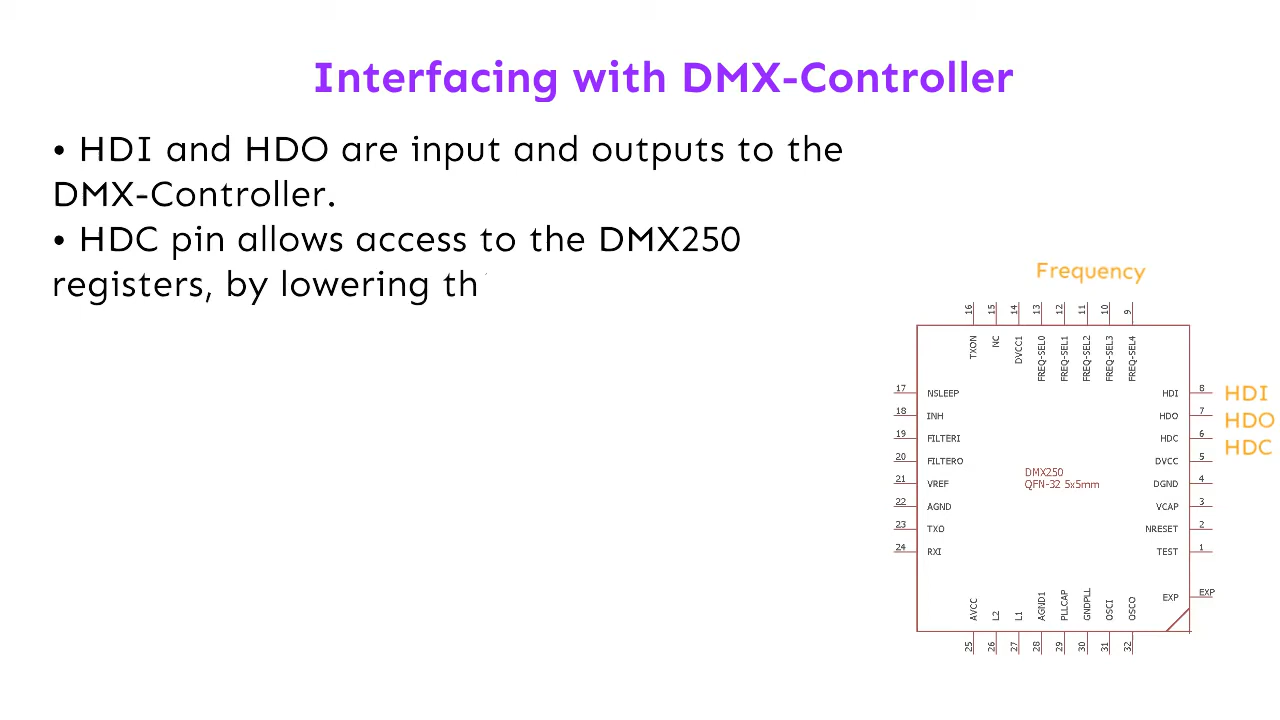 Interfacing with DMX-Controller
• HDI and HDO are input and outputs to the
DMX-Controller.
• HDC pin allows access to the DMX250
registers, by lowering th
Frequency
16 15 14 13 12 11 10 9
TXON NC DVCC1 FREQ-SEL0 FREQ-SEL1 FREQ-SEL2 FREQ-SEL3 FREQ-SEL4
17 NSLEEP HDI 8 HDI
18 INH HDO 7 HDO
19 FILTERI HDC 6 HDC
20 FILTERO DVCC 5
DMX250
21 VREF QFN-32 5x5mm DGND 4
22 AGND VCAP 3
23 TXO NRESET 2
24 RXI TEST 1
EXP EXP
AVCC L2 L1 AGND1 PLLCAP GNDPLL OSCI OSCO
25 26 27 28 29 30 31 32